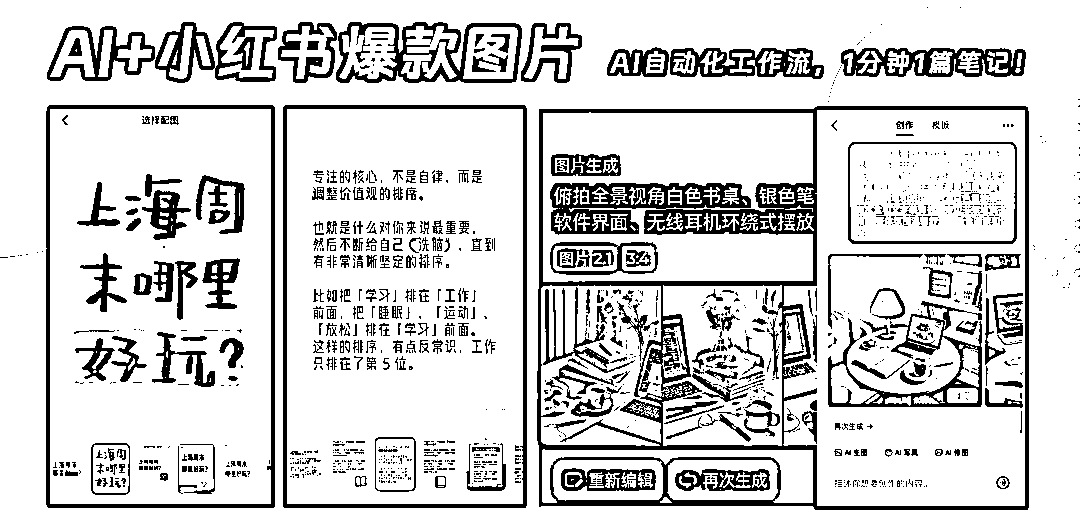 AI+小红书爆款图片
AI自动化工作流，1分钟1篇笔记！
选择配图
上海周
末哪里
好玩？
上海周末
哪里好玩？
专注的核心，不是自律，而是
调整价值观的排序。
也就是什么对你来说最重要。
然后不断给自己（洗脑），直到
有非常清晰坚定的排序。
比如把「学习」排在「工作」
前面，把「睡眠」、「运动」、
「放松」排在「学习」前面。
这样的排序，有点反常识，工作
只排在了第 5 位。
图片生成
俯拍全景视角白色书桌、银色笔
软件界面、无线耳机环绕式摆放
图片2.1
3:4
重新编辑
再次生成
创作 模板
再次生成
AI 生图 AI 写真 AI 修图
描述你想要创作的内容..